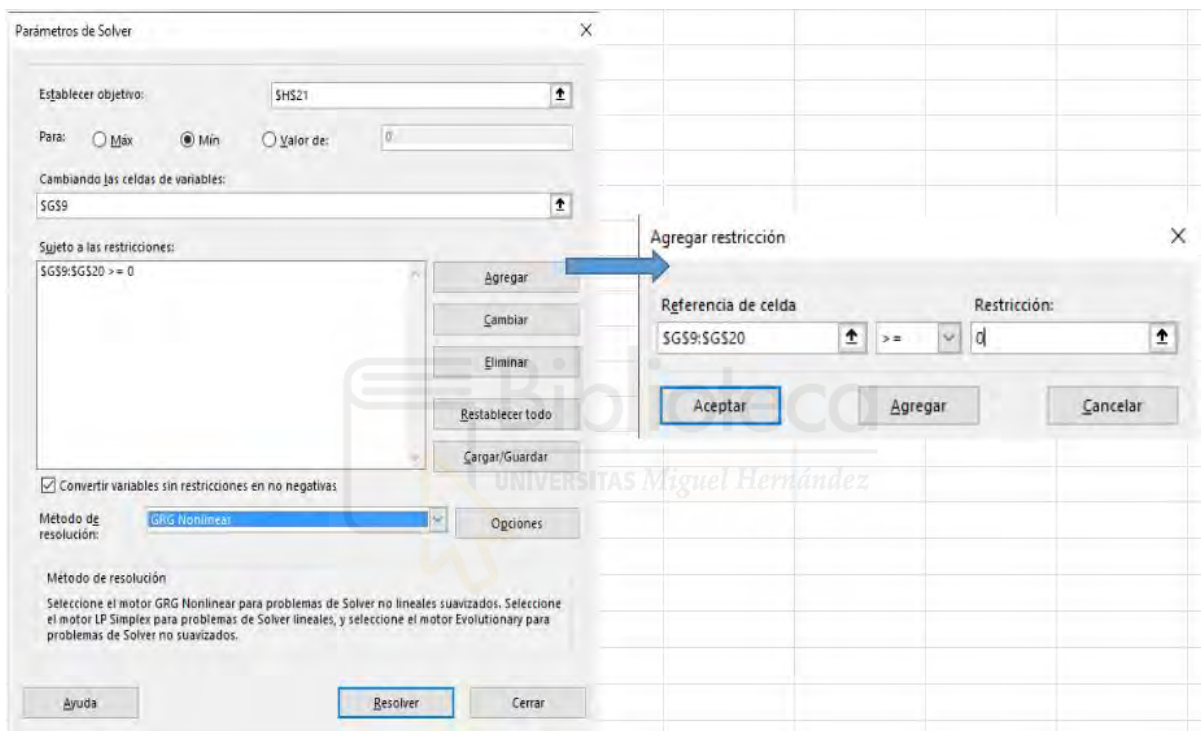 Parámetros de Solver
Establecer objetivo:
$H$21
Para:
Máx
Mín
Valor de:
0
Cambiando las celdas de variables:
$G$9
Sujeto a las restricciones:
$G$9:$G$20 >= 0
Agregar
Cambiar
Eliminar
Restablecer todo
Cargar/Guardar
Convertir variables sin restricciones en no negativas
Método de resolución:
GRG Nonlinear
Opciones
Método de resolución
Seleccione el motor GRG Nonlinear para problemas de Solver no lineales suavizados. Seleccione
el motor LP Simplex para problemas de Solver lineales, y seleccione el motor Evolutionary para
problemas de Solver no suavizados.
Ayuda
Resolver
Cerrar
Agregar restricción
Referencia de celda
Restricción:
$G$9:$G$20
>=
0
Aceptar
Agregar
Cancelar
Biblioteca
UNIVERSITAS Miguel Hernández